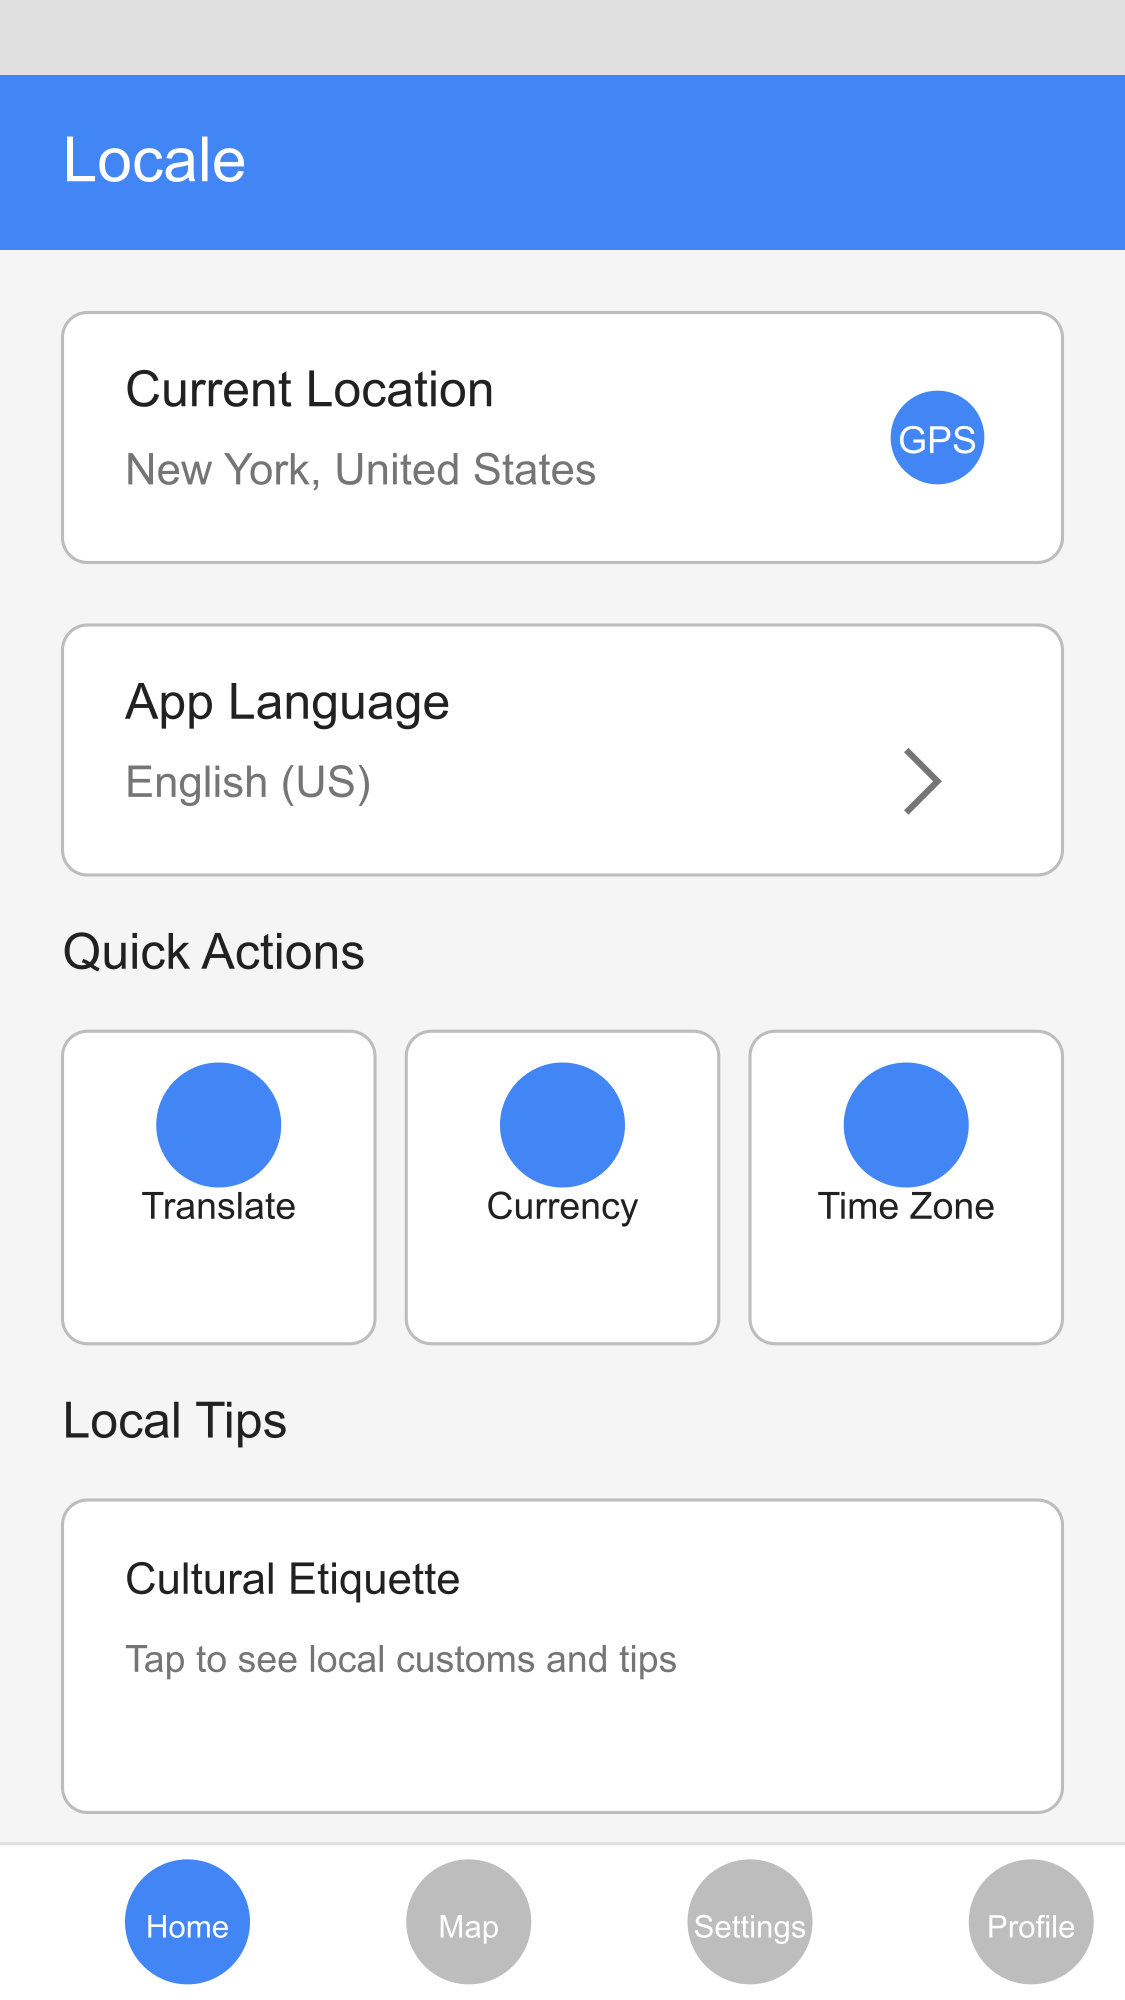 Locale
Current Location
New York, United States
GPS
App Language
English (US)
Quick Actions
Translate
Currency
Time Zone
Local Tips
Cultural Etiquette
Tap to see local customs and tips
Home
Map
Settings
Profile